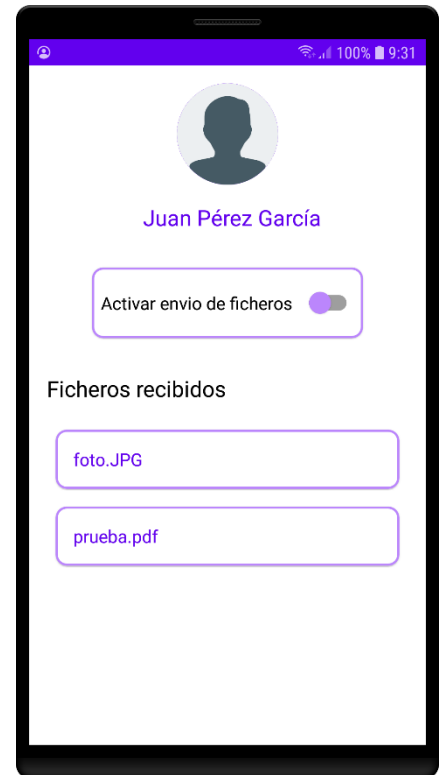 100% 9:31
Juan Pérez García
Activar envio de ficheros
Ficheros recibidos
foto.JPG
prueba.pdf